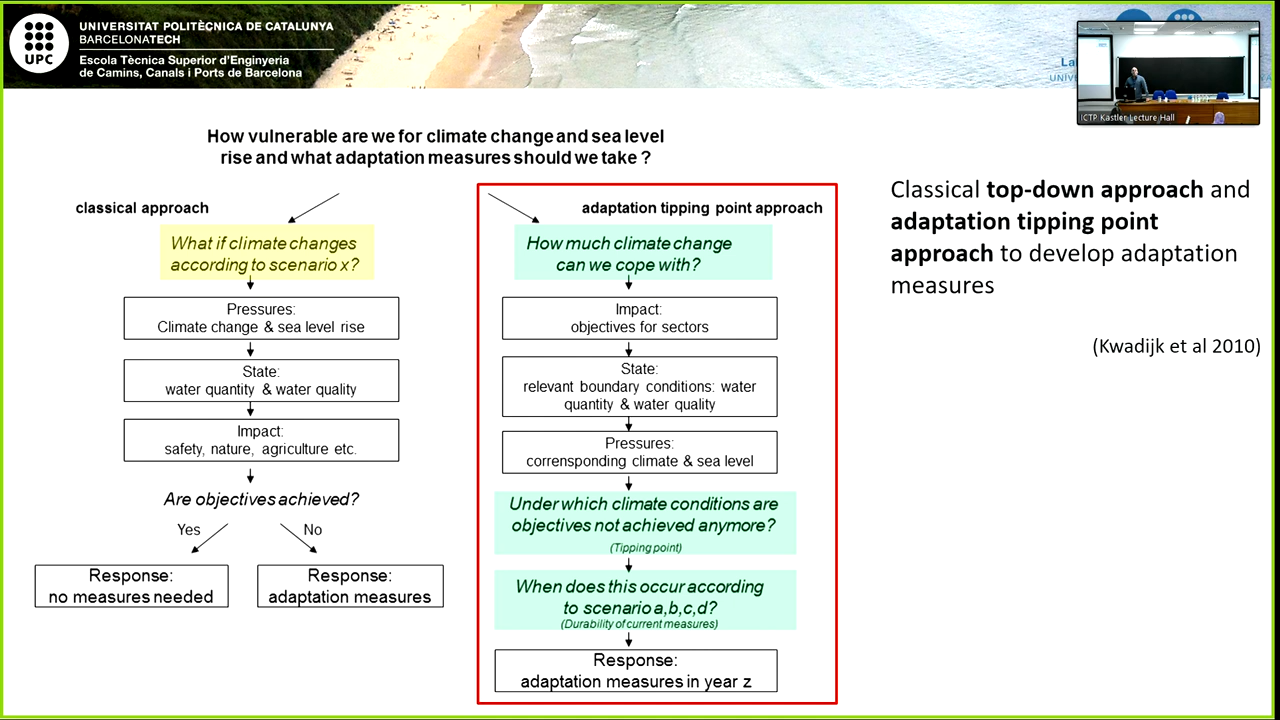 UNIVERSITAT POLITÈCNICA DE CATALUNYA
BARCELONATECH
Escola Tècnica Superior d'Enginyeria
de Camins, Canals i Ports de Barcelona
UPC
ICTP Kastler Lecture Hall
How vulnerable are we for climate change and sea level
rise and what adaptation measures should we take ?
classical approach
What if climate changes
according to scenario x?
Pressures:
Climate change & sea level rise
State:
water quantity & water quality
Impact:
safety, nature, agriculture etc.
Are objectives achieved?
Yes
No
Response:
no measures needed
Response:
adaptation measures
adaptation tipping point approach
How much climate change
can we cope with?
Impact:
objectives for sectors
State:
relevant boundary conditions: water
quantity & water quality
Pressures:
corrensponding climate & sea level
Under which climate conditions are
objectives not achieved anymore?
(Tipping point)
When does this occur according
to scenario a,b,c,d?
(Durability of current measures)
Response:
adaptation measures in year z
Classical top-down approach and
adaptation tipping point
approach to develop adaptation
measures
(Kwadijk et al 2010)